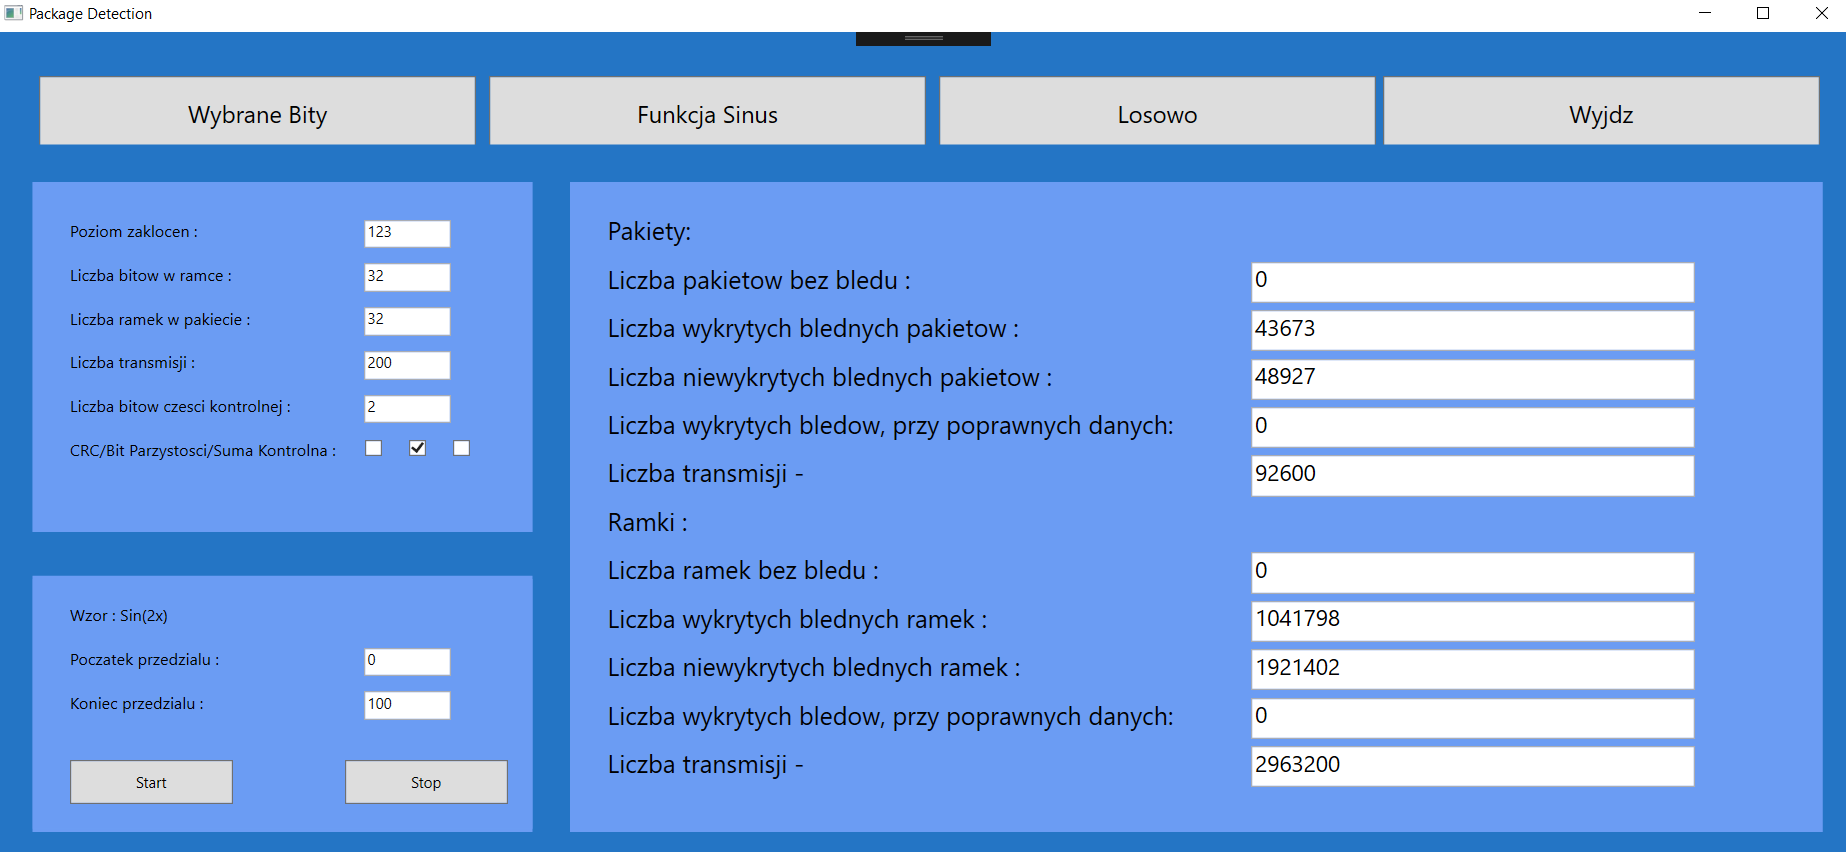 Package Detection
Wybrane Bity
Funkcja Sinus
Losowo
Wyjdz
Poziom zaklocen : 123
Liczba bitow w ramce : 32
Liczba ramek w pakiecie : 32
Liczba transmisji : 200
Liczba bitow czesci kontrolnej : 2
CRC/Bit Parzystosci/Suma Kontrolna :
Wzor : Sin(2x)
Poczatek przedzialu : 0
Koniec przedzialu : 100
Start
Stop
Pakiety:
Liczba pakietow bez bledu : 0
Liczba wykrytych blednych pakietow : 43673
Liczba niewykrytych blednych pakietow : 48927
Liczba wykrytych bledow, przy poprawnych danych: 0
Liczba transmisji - 92600
Ramki :
Liczba ramek bez bledu : 0
Liczba wykrytych blednych ramek : 1041798
Liczba niewykrytych blednych ramek : 1921402
Liczba wykrytych bledow, przy poprawnych danych: 0
Liczba transmisji - 2963200